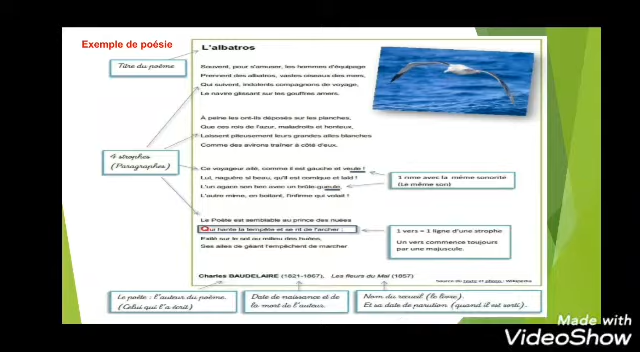 Exemple de poésie
L'albatros
Titre du poème
Souvent, pour s'amuser, les hommes d'équipage
Prennent des albatros, vastes oiseaux des mers,
Qui suivent, indolents compagnons de voyage,
Le navire glissant sur les gouffres amers.
À peine les ont-ils déposés sur les planches,
Que ces rois de l'azur, maladroits et honteux,
Laissent piteusement leurs grandes ailes blanches
Comme des avirons traîner à côté d'eux.
4 strophes
(Paragraphes)
Ce voyageur ailé, comme il est gauche et veule !
Lui, naguère si beau, qu'il est comique et laid !
L'un agace son bec avec un brûle-gueule,
L'autre mime, en boitant, l'infirme qui volait !
1 rime avec la même sonorité
(Le même son)
Le Poète est semblable au prince des nuées
Qui hante la tempête et se rit de l'archer ;
Exilé sur le sol au milieu des huées,
Ses ailes de géant l'empêchent de marcher
1 vers = 1 ligne d'une strophe
Un vers commence toujours
par une majuscule.
Charles BAUDELAIRE (1821-1867), Les fleurs du Mal (1857)
Source du texte et photo : Wikipedia
Le poète : l'auteur du poème.
(Celui qui l'a écrit)
Date de naissance et de
la mort de l'auteur.
Nom du recueil (le livre).
Et sa date de parution (quand il est sorti).
Made with
VideoShow